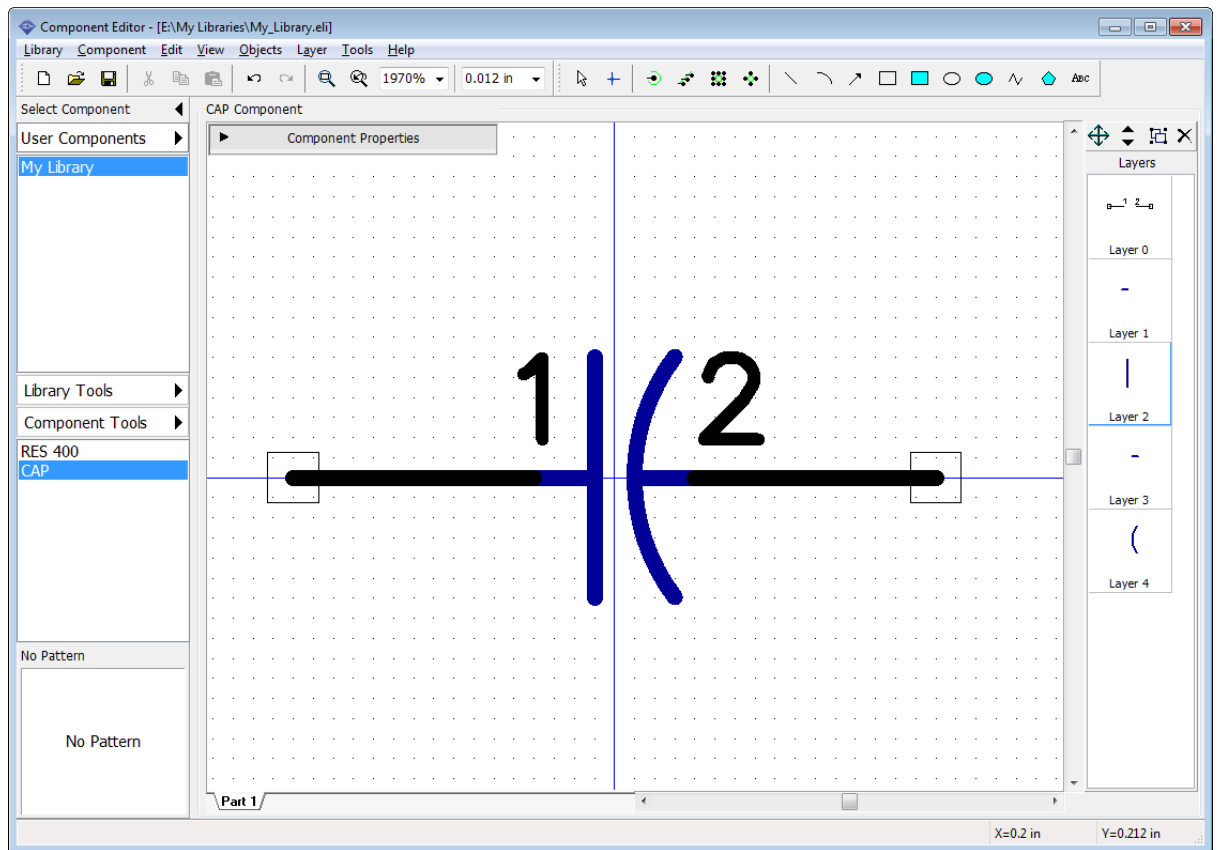 Component Editor - [E:\My Libraries\My_Library.eli]
Library Component Edit View Objects Layer Tools Help
1970% 0.012 in ABC
Select Component
CAP Component
User Components
Component Properties
My Library
Layers
1 2
Layer 0
Layer 1
Layer 2
Layer 3
Layer 4
1 2
Library Tools
Component Tools
RES 400
CAP
No Pattern
No Pattern
Part 1
X=0.2 in Y=0.212 in